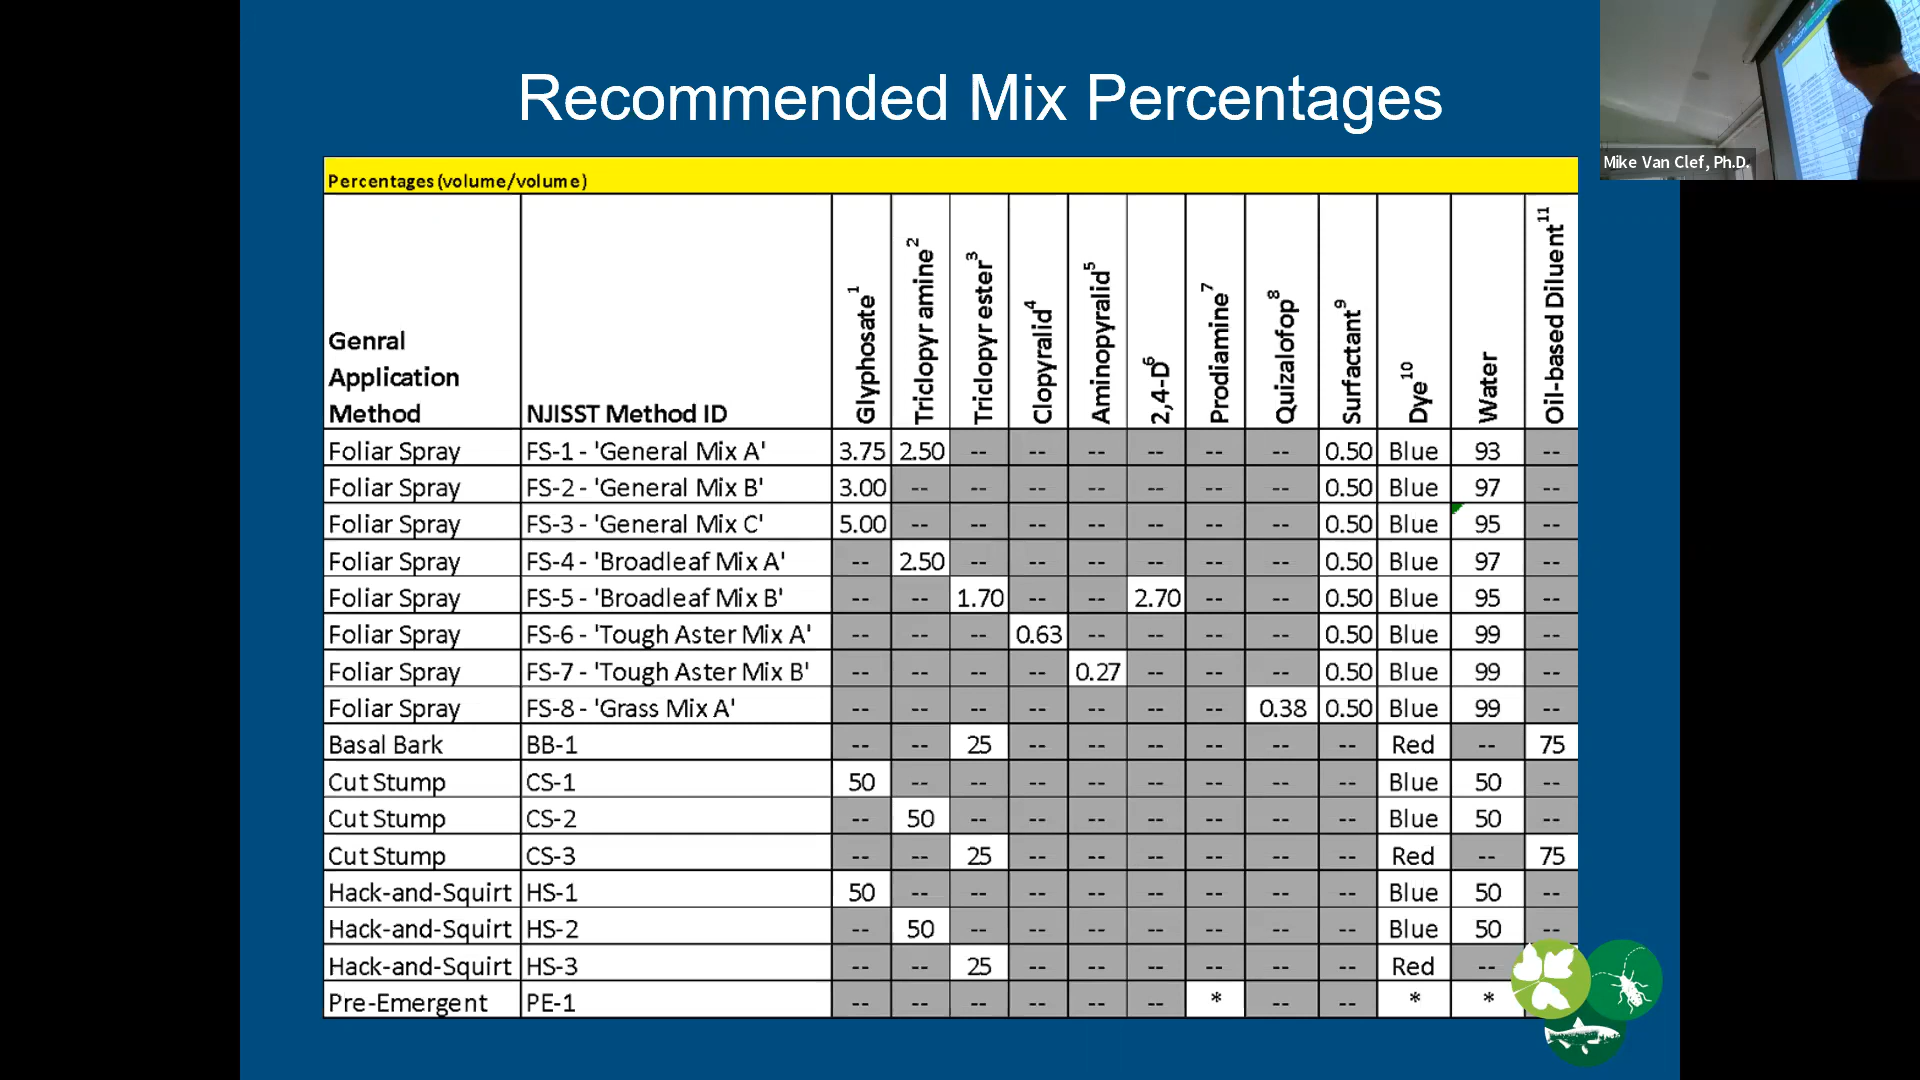 Recommended Mix Percentages
Mike Van Clef, Ph.D.
Percentages (volume/volume)
Genral Application Method | NJISST Method ID | Glyphosate1 | Triclopyr amine2 | Triclopyr ester3 | Clopyralid4 | Aminopyralid5 | 2,4-D6 | Prodiamine7 | Quizalofop8 | Surfactant9 | Dye10 | Water | Oil-based Diluent11
Foliar Spray | FS-1 - 'General Mix A' | 3.75 | 2.50 | -- | -- | -- | -- | -- | -- | 0.50 | Blue | 93 | --
Foliar Spray | FS-2 - 'General Mix B' | 3.00 | -- | -- | -- | -- | -- | -- | -- | 0.50 | Blue | 97 | --
Foliar Spray | FS-3 - 'General Mix C' | 5.00 | -- | -- | -- | -- | -- | -- | -- | 0.50 | Blue | 95 | --
Foliar Spray | FS-4 - 'Broadleaf Mix A' | -- | 2.50 | -- | -- | -- | -- | -- | -- | 0.50 | Blue | 97 | --
Foliar Spray | FS-5 - 'Broadleaf Mix B' | -- | -- | 1.70 | -- | -- | 2.70 | -- | -- | 0.50 | Blue | 95 | --
Foliar Spray | FS-6 - 'Tough Aster Mix A' | -- | -- | -- | 0.63 | -- | -- | -- | -- | 0.50 | Blue | 99 | --
Foliar Spray | FS-7 - 'Tough Aster Mix B' | -- | -- | -- | -- | 0.27 | -- | -- | -- | 0.50 | Blue | 99 | --
Foliar Spray | FS-8 - 'Grass Mix A' | -- | -- | -- | -- | -- | -- | -- | 0.38 | 0.50 | Blue | 99 | --
Basal Bark | BB-1 | -- | -- | 25 | -- | -- | -- | -- | -- | -- | Red | -- | 75
Cut Stump | CS-1 | 50 | -- | -- | -- | -- | -- | -- | -- | -- | Blue | 50 | --
Cut Stump | CS-2 | -- | 50 | -- | -- | -- | -- | -- | -- | -- | Blue | 50 | --
Cut Stump | CS-3 | -- | -- | 25 | -- | -- | -- | -- | -- | -- | Red | -- | 75
Hack-and-Squirt | HS-1 | 50 | -- | -- | -- | -- | -- | -- | -- | -- | Blue | 50 | --
Hack-and-Squirt | HS-2 | -- | 50 | -- | -- | -- | -- | -- | -- | -- | Blue | 50 | --
Hack-and-Squirt | HS-3 | -- | -- | 25 | -- | -- | -- | -- | -- | -- | Red | --
Pre-Emergent | PE-1 | -- | -- | -- | -- | -- | -- | * | -- | -- | * | *